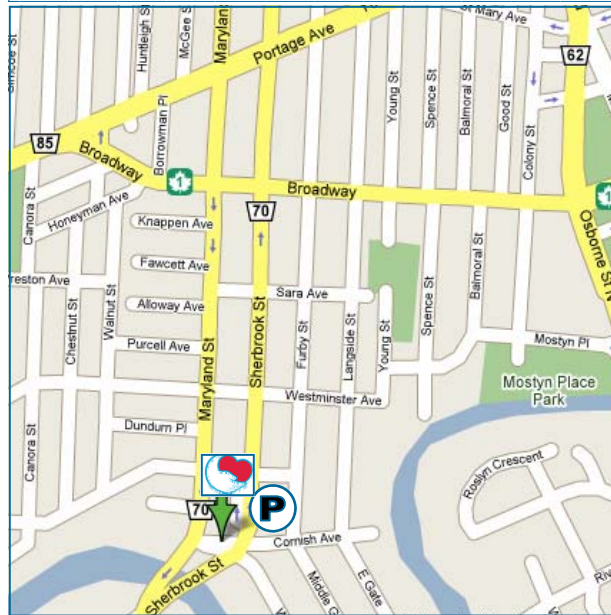 Simcoe St
Huntleigh St
McGee St
Maryland
Portage Ave
St Mary Ave
62
85
Broadway
Borrowman Pl
1
Young St
Spence St
Balmoral St
Good St
Colony St
Broadway
1
Canora St
Honeyman Ave
Knappen Ave
70
Osborne St
Fawcett Ave
Preston Ave
Chestnut St
Walnut St
Alloway Ave
Sara Ave
Maryland St
Sherbrook St
Furby St
Langside St
Young St
Spence St
Balmoral St
Purcell Ave
Mostyn Pl
Mostyn Place
Park
Westminster Ave
Dundurn Pl
Canora St
Roslyn Crescent
70
P
Cornish Ave
Sherbrook St
Middle G
E Gate
W
Riv